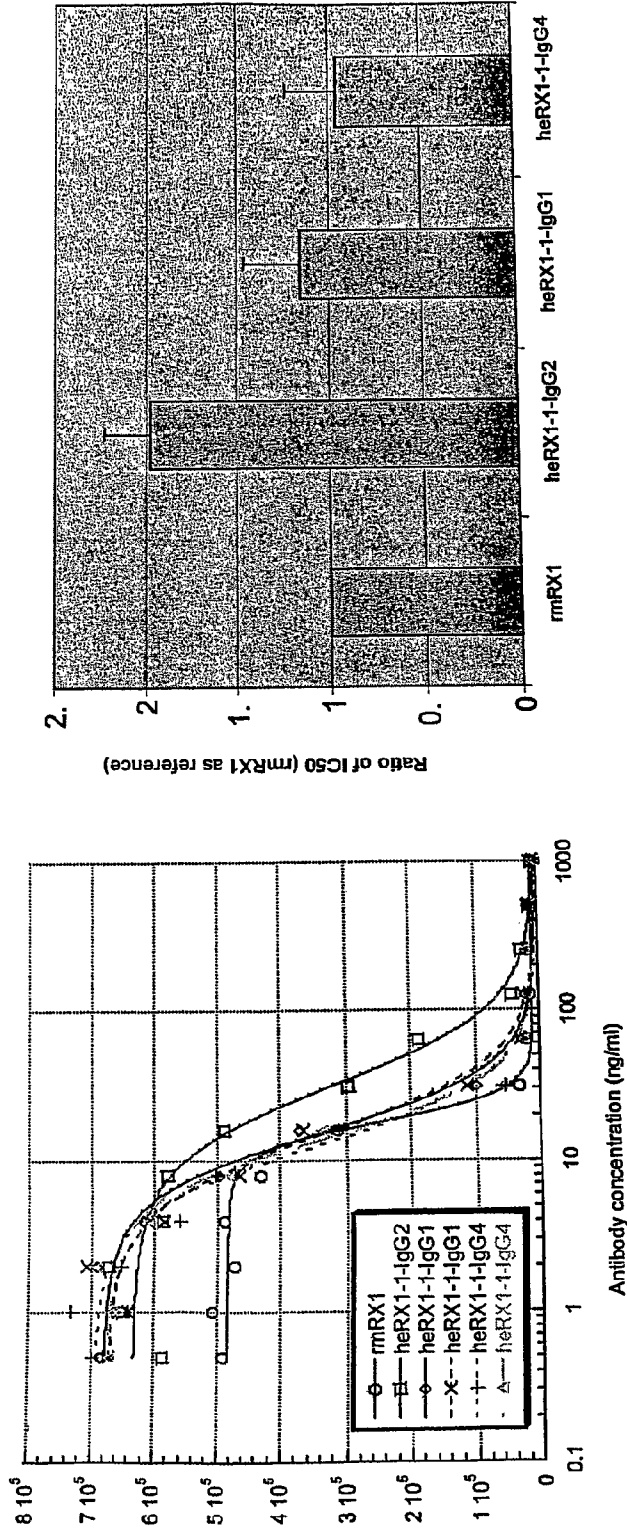 8 10⁵
7 10⁵
6 10⁵
5 10⁵
4 10⁵
3 10⁵
2 10⁵
1 10⁵
0
0.1
1
10
100
1000
Antibody concentration (ng/ml)
rmRX1
heRX1-1-IgG2
heRX1-1-IgG1
heRX1-1-IgG1
heRX1-1-IgG4
heRX1-1-IgG4
Ratio of IC50 (rmRX1 as reference)
2.
2
1.
1
0.
0
rmRX1
heRX1-1-IgG2
heRX1-1-IgG1
heRX1-1-IgG4